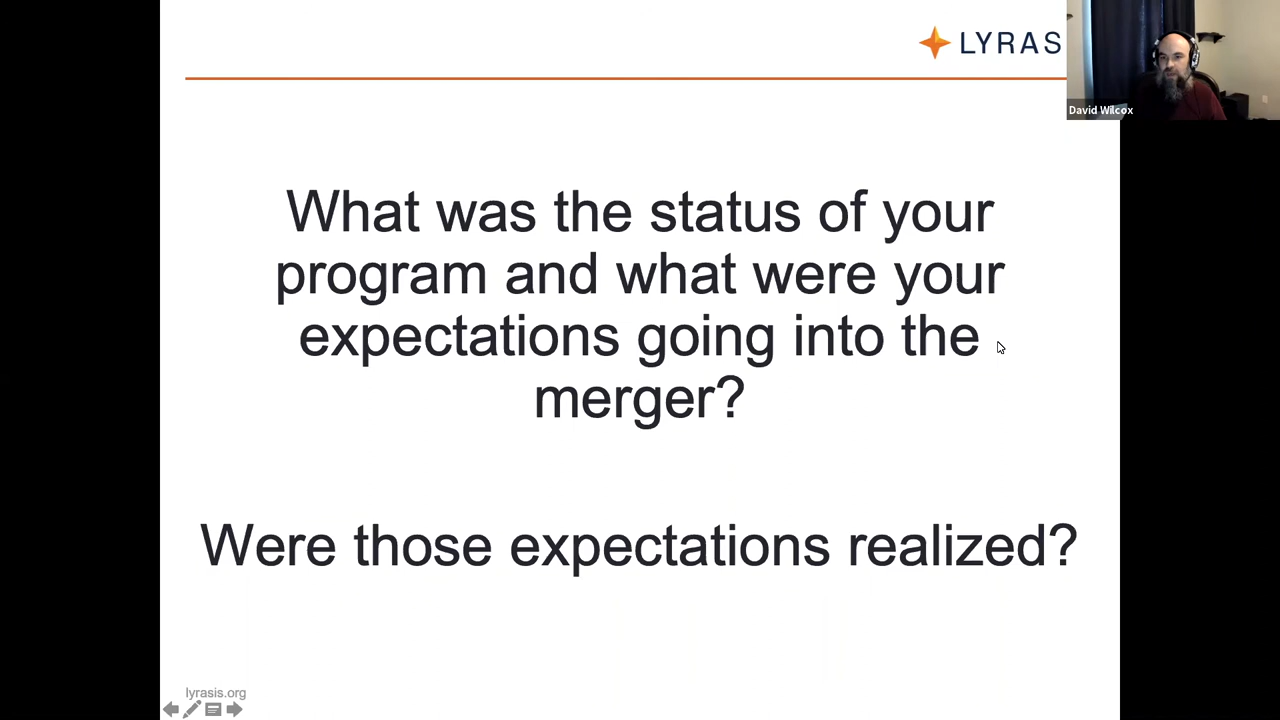 LYRAS
David Wilcox
What was the status of your
program and what were your
expectations going into the
merger?
Were those expectations realized?
lyrasis.org